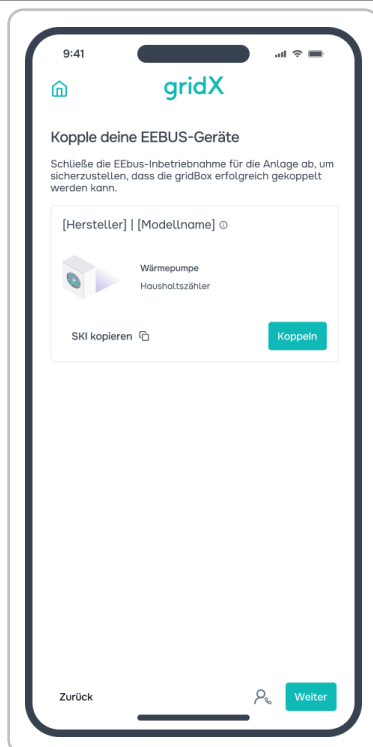 9:41
gridX
Kopple deine EEBUS-Geräte
Schließe die EEbus-Inbetriebnahme für die Anlage ab, um
sicherzustellen, dass die gridBox erfolgreich gekoppelt
werden kann.
[Hersteller] | [Modellname]
Wärmepumpe
Haushaltszähler
SKI kopieren
Koppeln
Zurück
Weiter